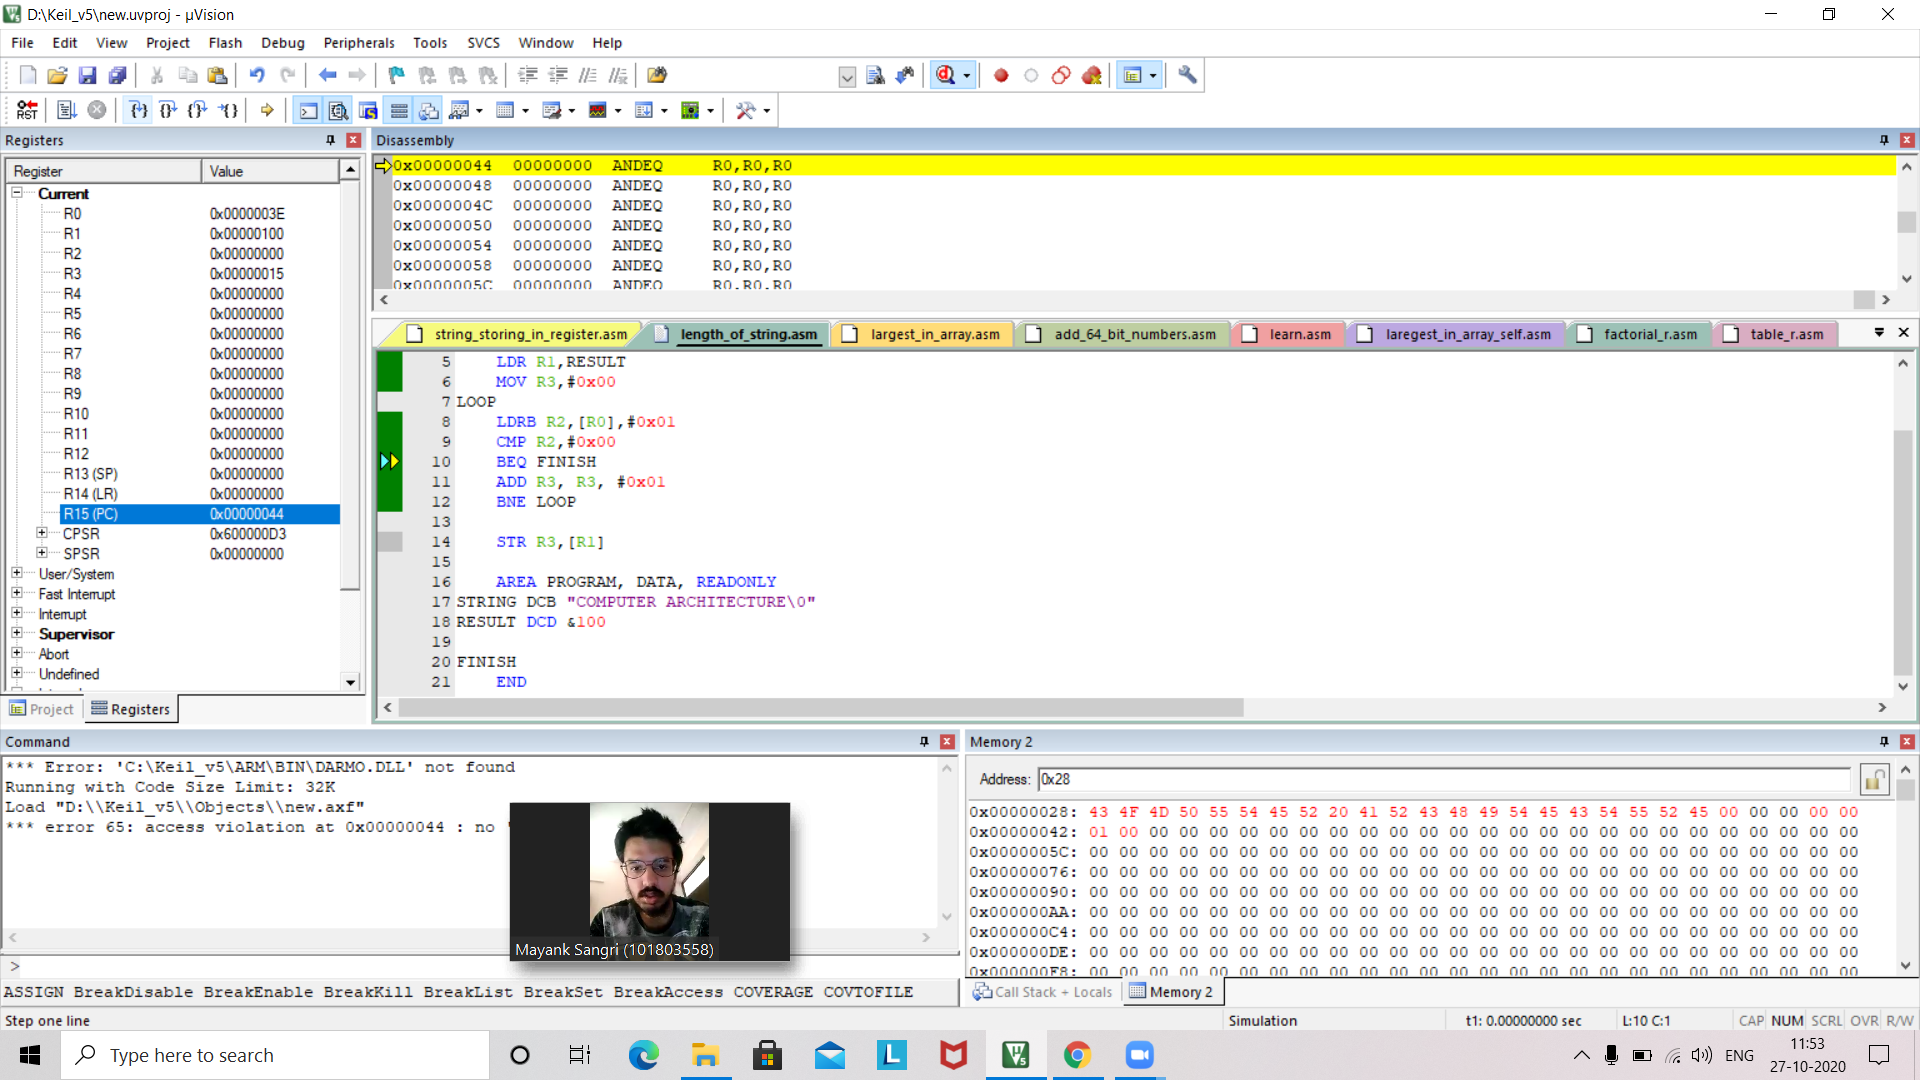 D:\Keil_v5\new.uvproj - µVision
File Edit View Project Flash Debug Peripherals Tools SVCS Window Help
RST
Registers
Register Value
Current
R0 0x0000003E
R1 0x00000100
R2 0x00000000
R3 0x00000015
R4 0x00000000
R5 0x00000000
R6 0x00000000
R7 0x00000000
R8 0x00000000
R9 0x00000000
R10 0x00000000
R11 0x00000000
R12 0x00000000
R13 (SP) 0x00000000
R14 (LR) 0x00000000
R15 (PC) 0x00000044
CPSR 0x600000D3
SPSR 0x00000000
User/System
Fast Interrupt
Interrupt
Supervisor
Abort
Undefined
Project Registers
Disassembly
0x00000044 00000000 ANDEQ R0,R0,R0
0x00000048 00000000 ANDEQ R0,R0,R0
0x0000004C 00000000 ANDEQ R0,R0,R0
0x00000050 00000000 ANDEQ R0,R0,R0
0x00000054 00000000 ANDEQ R0,R0,R0
0x00000058 00000000 ANDEQ R0,R0,R0
0x0000005C 00000000 ANDEQ R0,R0,R0
string_storing_in_register.asm length_of_string.asm largest_in_array.asm add_64_bit_numbers.asm learn.asm laregest_in_array_self.asm factorial_r.asm table_r.asm
5 LDR R1,RESULT
6 MOV R3,#0x00
7 LOOP
8 LDRB R2,[R0],#0x01
9 CMP R2,#0x00
10 BEQ FINISH
11 ADD R3, R3, #0x01
12 BNE LOOP
13
14 STR R3,[R1]
15
16 AREA PROGRAM, DATA, READONLY
17 STRING DCB "COMPUTER ARCHITECTURE\0"
18 RESULT DCD &100
19
20 FINISH
21 END
Command
*** Error: 'C:\Keil_v5\ARM\BIN\DARMO.DLL' not found
Running with Code Size Limit: 32K
Load "D:\\Keil_v5\\Objects\\new.axf"
*** error 65: access violation at 0x00000044 : no '
Mayank Sangri (101803558)
>
ASSIGN BreakDisable BreakEnable BreakKill BreakList BreakSet BreakAccess COVERAGE COVTOFILE
Memory 2
Address: 0x28
0x00000028: 43 4F 4D 50 55 54 45 52 20 41 52 43 48 49 54 45 43 54 55 52 45 00 00 00 00 00
0x00000042: 01 00 00 00 00 00 00 00 00 00 00 00 00 00 00 00 00 00 00 00 00 00 00 00 00 00
0x0000005C: 00 00 00 00 00 00 00 00 00 00 00 00 00 00 00 00 00 00 00 00 00 00 00 00 00 00
0x00000076: 00 00 00 00 00 00 00 00 00 00 00 00 00 00 00 00 00 00 00 00 00 00 00 00 00 00
0x00000090: 00 00 00 00 00 00 00 00 00 00 00 00 00 00 00 00 00 00 00 00 00 00 00 00 00 00
0x000000AA: 00 00 00 00 00 00 00 00 00 00 00 00 00 00 00 00 00 00 00 00 00 00 00 00 00 00
0x000000C4: 00 00 00 00 00 00 00 00 00 00 00 00 00 00 00 00 00 00 00 00 00 00 00 00 00 00
0x000000DE: 00 00 00 00 00 00 00 00 00 00 00 00 00 00 00 00 00 00 00 00 00 00 00 00 00 00
0x000000F8: 00 00 00 00 00 00 00 00 00 00 00 00 00 00 00 00 00 00 00 00 00 00 00 00 00 00
Call Stack + Locals Memory 2
Step one line Simulation t1: 0.00000000 sec L:10 C:1 CAP NUM SCRL OVR R/W
Type here to search
ENG
11:53
27-10-2020